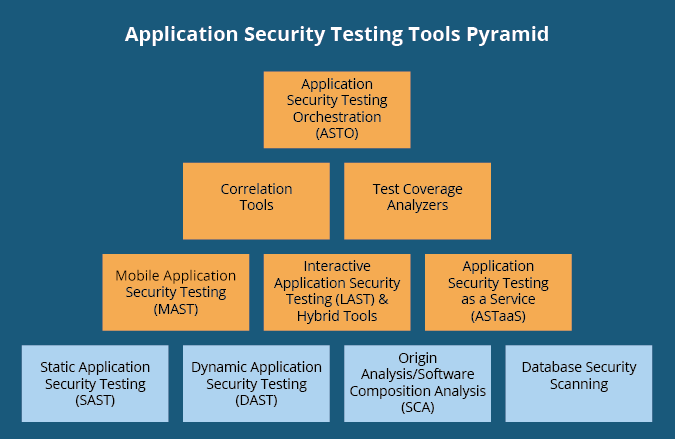 Application Security Testing Tools Pyramid
Application
Security Testing
Orchestration
(ASTO)
Correlation
Tools
Test Coverage
Analyzers
Mobile Application
Security Testing
(MAST)
Interactive
Application Security
Testing (LAST) &
Hybrid Tools
Application
Security Testing
as a Service
(ASTaaS)
Static Application
Security Testing
(SAST)
Dynamic Application
Security Testing
(DAST)
Origin
Analysis/Software
Composition Analysis
(SCA)
Database Security
Scanning